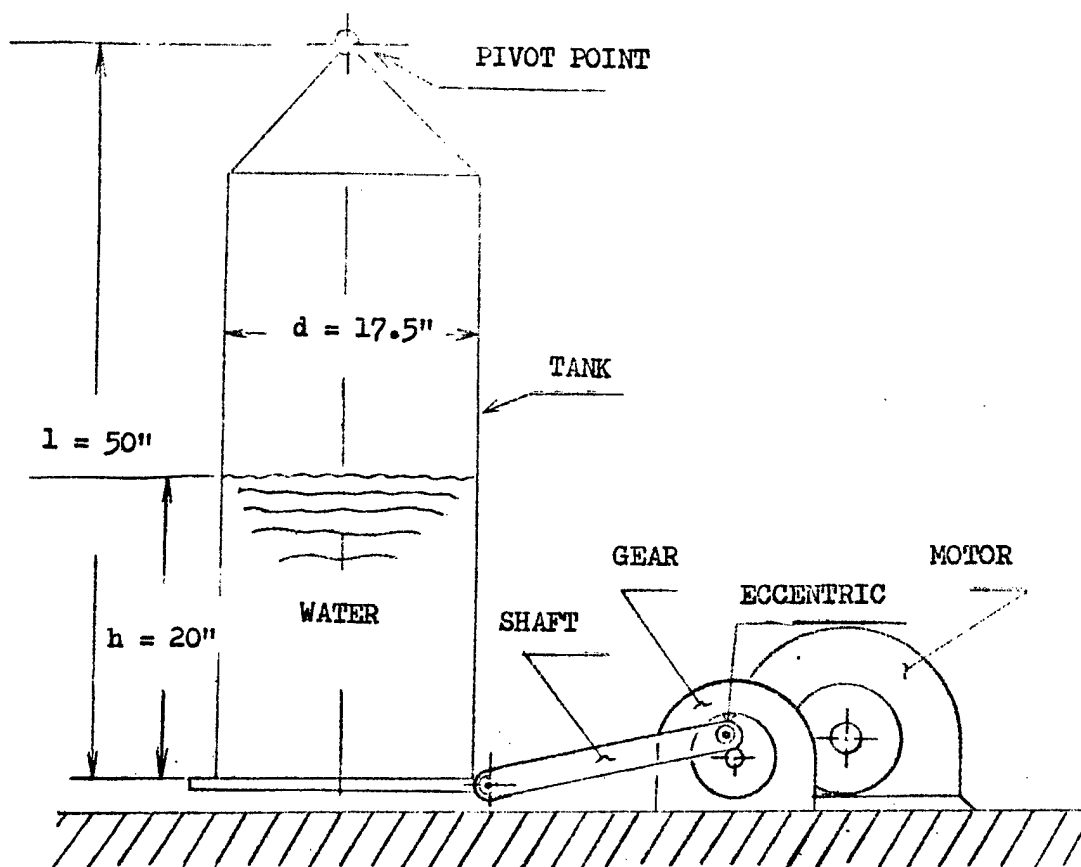 PIVOT POINT
d = 17.5"
TANK
l = 50"
GEAR
MOTOR
ECCENTRIC
WATER
SHAFT
h = 20"